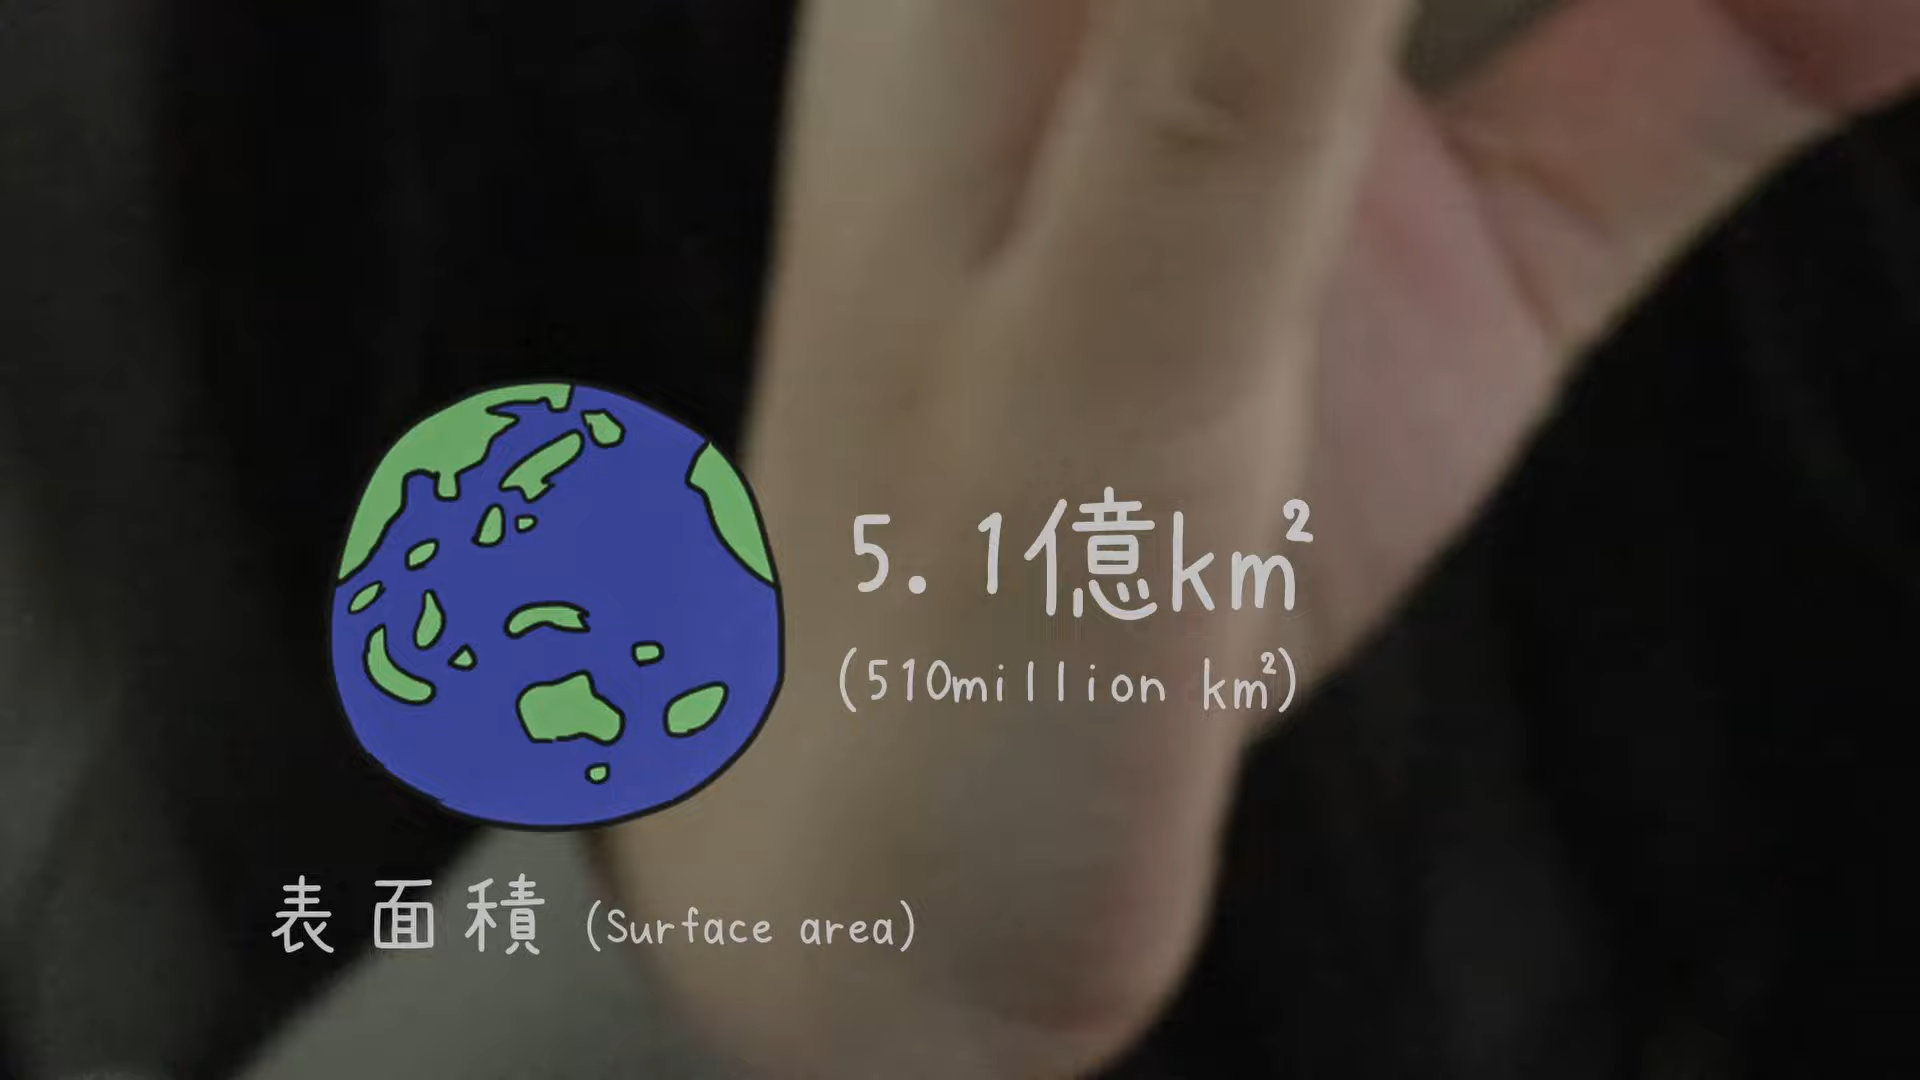 5.1億km²
(510million km²)
表面積 (Surface area)